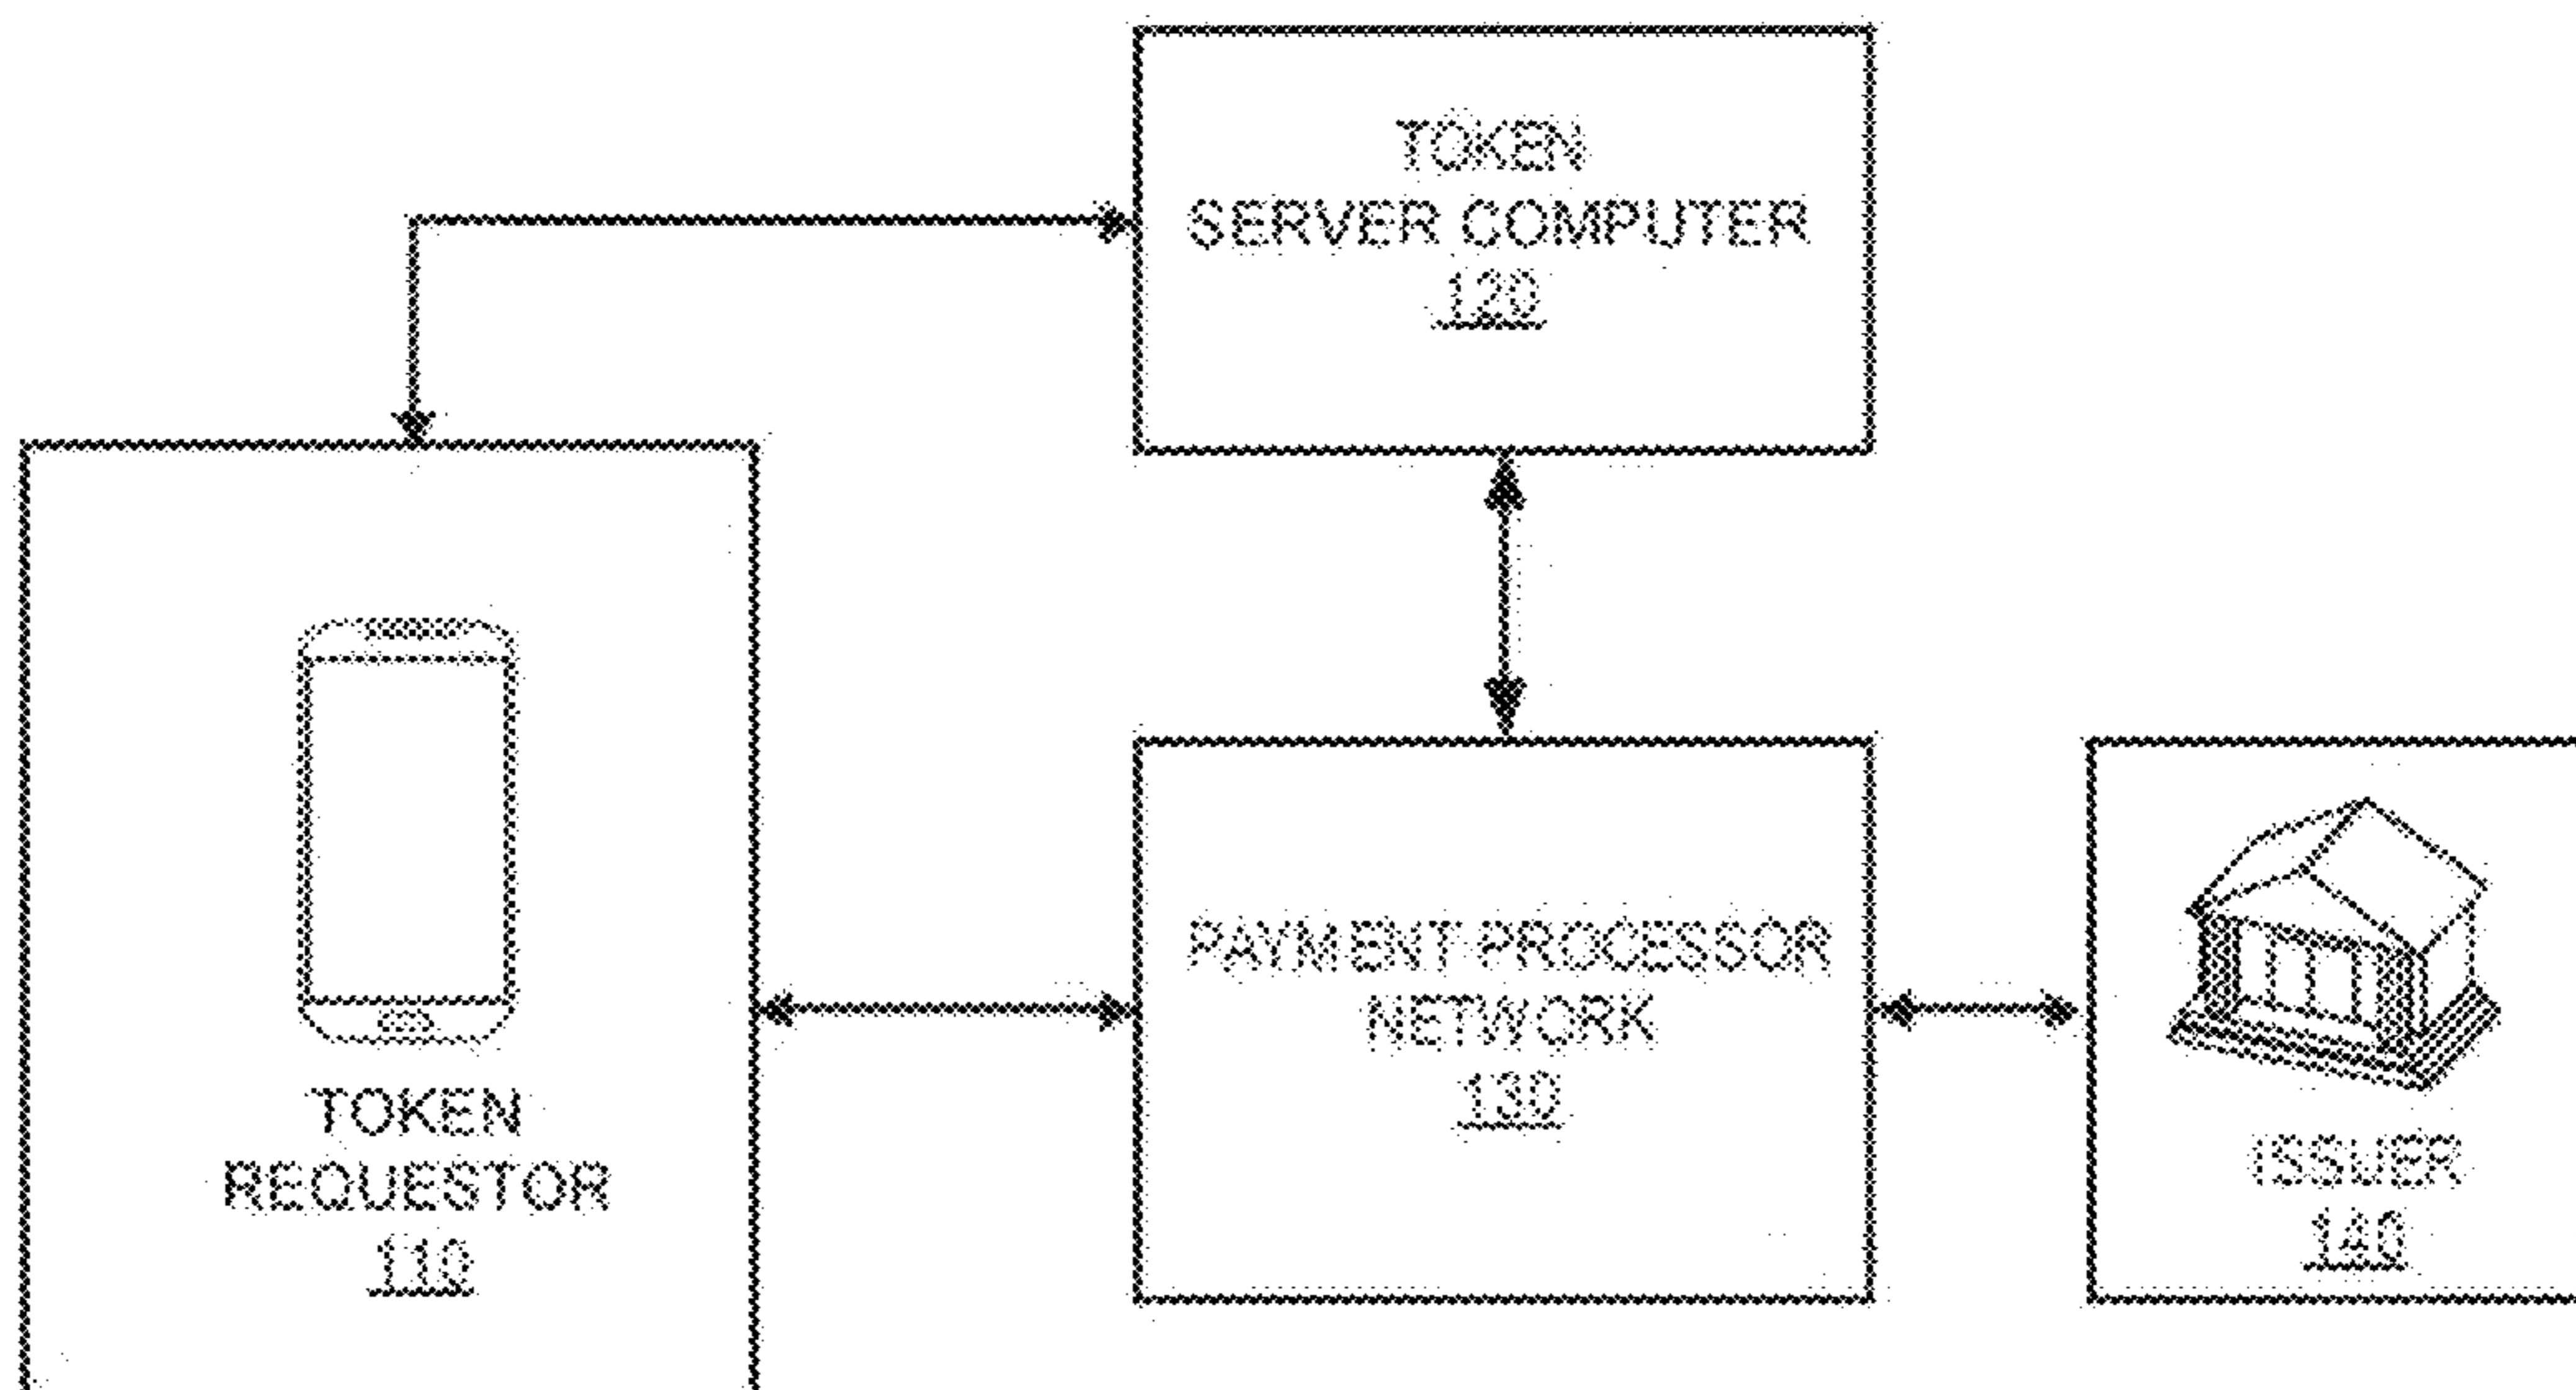 TOKEN
SERVER COMPUTER
120
TOKEN
REQUESTOR
110
PAYMENT PROCESSOR
NETWORK
130
ISSUER
140